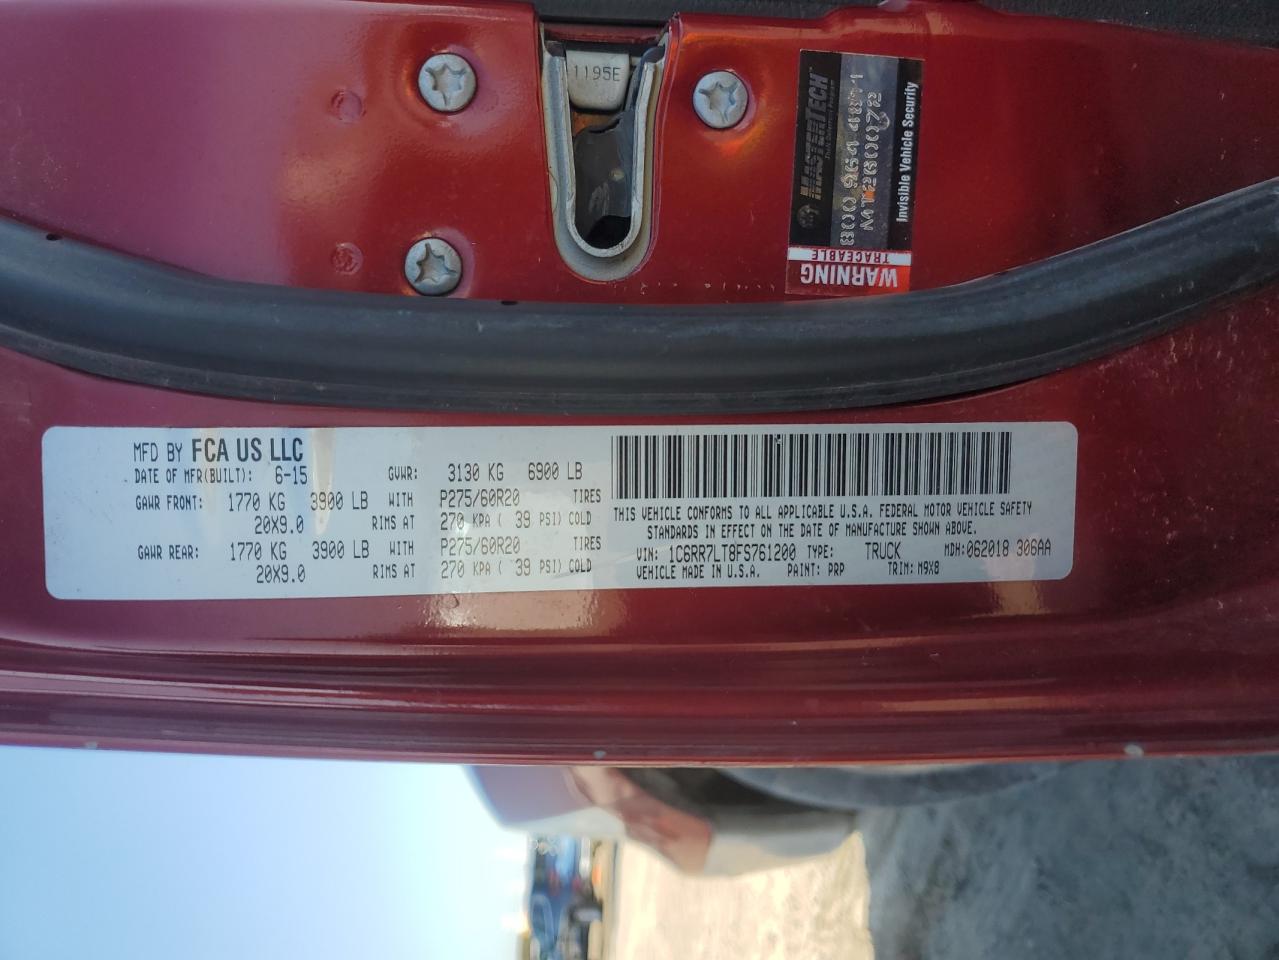 1195E
MASTERTECH
Invisible Vehicle Security
WARNING
TRACEABLE
MFD BY FCA US LLC
DATE OF MFR(BUILT): 6-15 GVWR: 3130 KG 6900 LB
GAWR FRONT: 1770 KG 3900 LB WITH P275/60R20 TIRES
20X9.0 RIMS AT 270 KPA ( 39 PSI) COLD
GAWR REAR: 1770 KG 3900 LB WITH P275/60R20 TIRES
20X9.0 RIMS AT 270 KPA ( 39 PSI) COLD
THIS VEHICLE CONFORMS TO ALL APPLICABLE U.S.A. FEDERAL MOTOR VEHICLE SAFETY
STANDARDS IN EFFECT ON THE DATE OF MANUFACTURE SHOWN ABOVE.
VIN: 1C6RR7LT8FS761200 TYPE: TRUCK MDH: 062018 306AA
VEHICLE MADE IN U.S.A. PAINT: PRP TRIM: M9X8